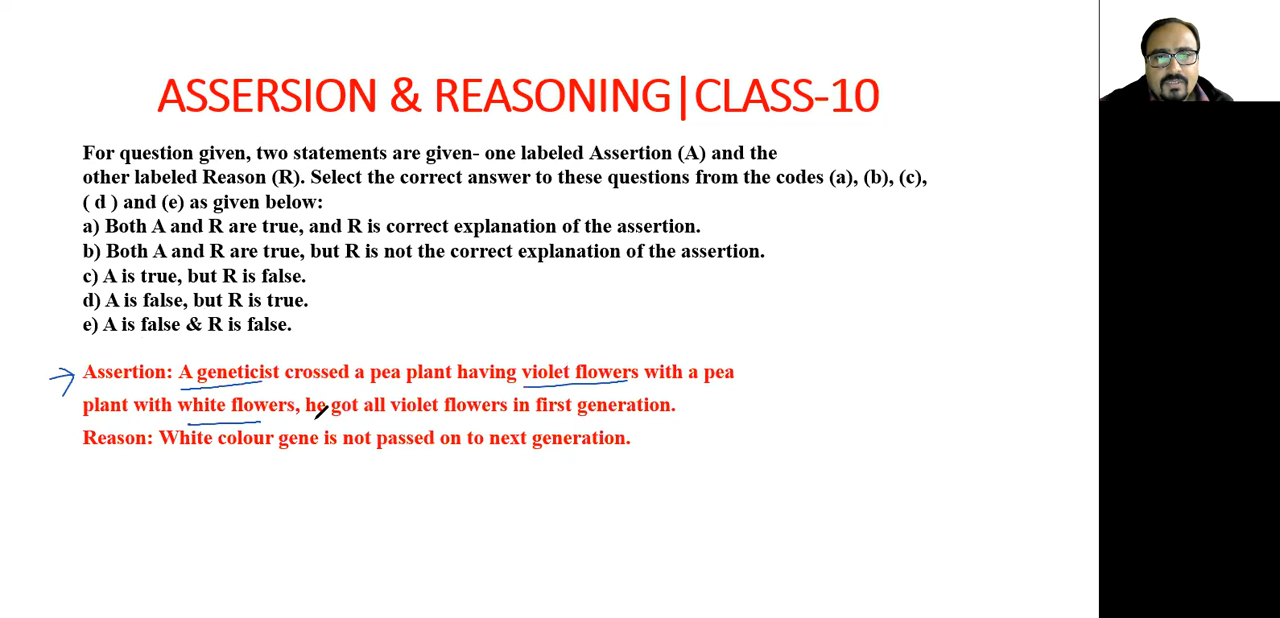 ASSERSION & REASONING|CLASS-10
For question given, two statements are given- one labeled Assertion (A) and the
other labeled Reason (R). Select the correct answer to these questions from the codes (a), (b), (c),
( d ) and (e) as given below:
a) Both A and R are true, and R is correct explanation of the assertion.
b) Both A and R are true, but R is not the correct explanation of the assertion.
c) A is true, but R is false.
d) A is false, but R is true.
e) A is false & R is false.
Assertion: A geneticist crossed a pea plant having violet flowers with a pea
plant with white flowers, he got all violet flowers in first generation.
Reason: White colour gene is not passed on to next generation.